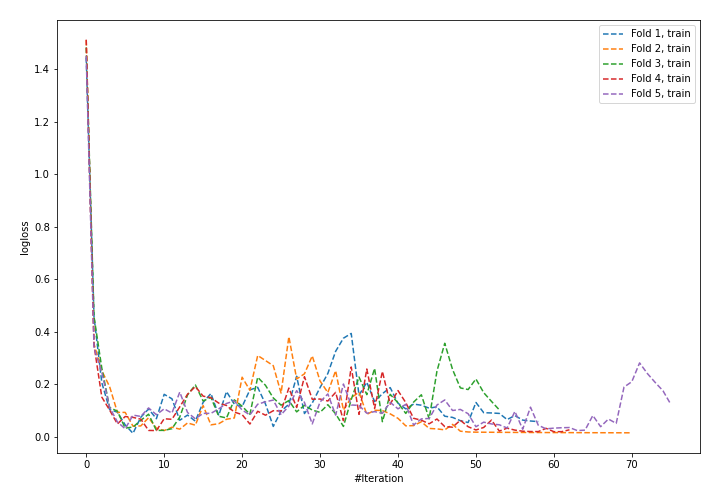 Fold 1, train
Fold 2, train
Fold 3, train
Fold 4, train
Fold 5, train
1.4
1.2
1.0
0.8
0.6
0.4
0.2
0.0
logloss
0 10 20 30 40 50 60 70
#Iteration